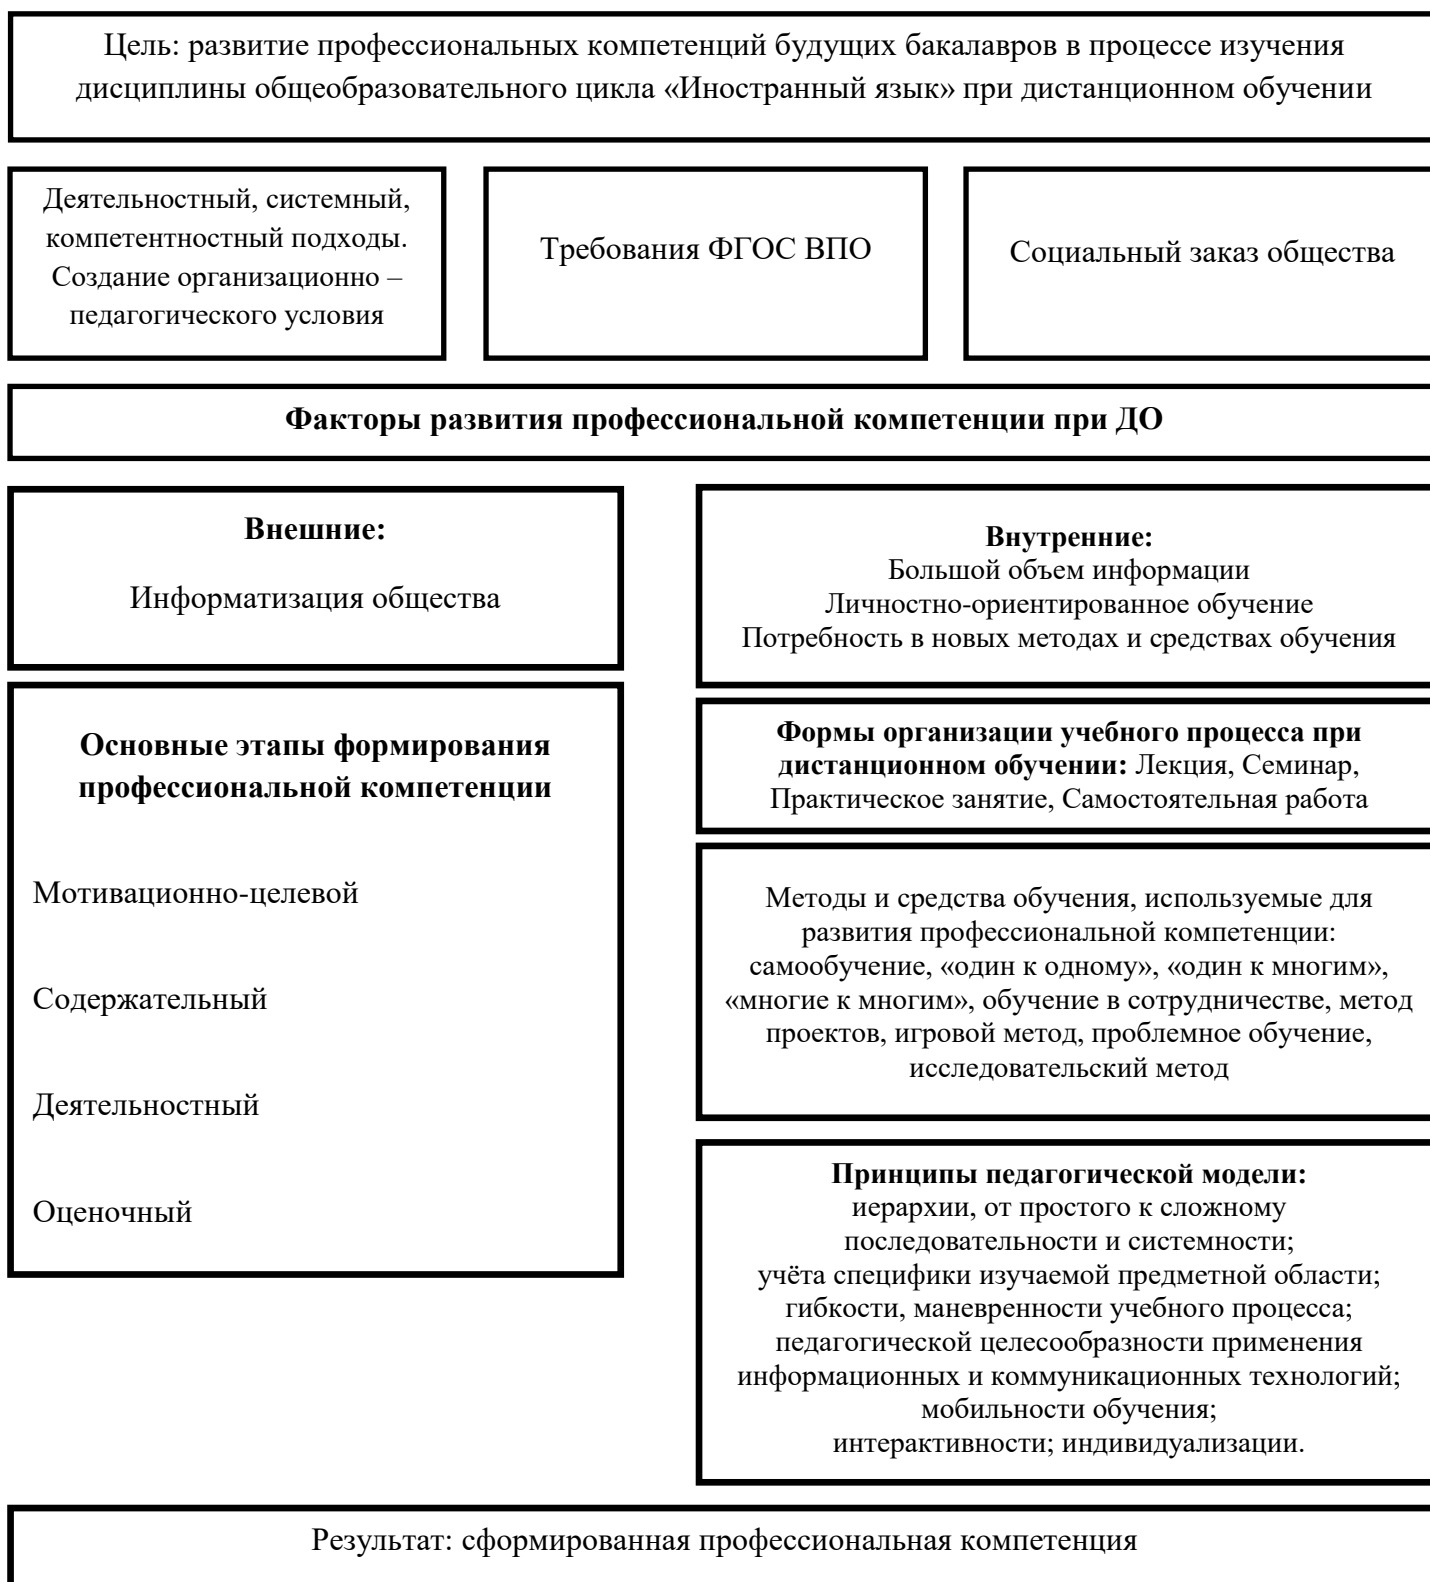 Цель: развитие профессиональных компетенций будущих бакалавров в процессе изучения
дисциплины общеобразовательного цикла «Иностранный язык» при дистанционном обучении
Деятельностный, системный,
компетентностный подходы.
Создание организационно –
педагогического условия
Требования ФГОС ВПО
Социальный заказ общества
Факторы развития профессиональной компетенции при ДО
Внешние:
Информатизация общества
Внутренние:
Большой объем информации
Личностно-ориентированное обучение
Потребность в новых методах и средствах обучения
Основные этапы формирования
профессиональной компетенции
Мотивационно-целевой
Содержательный
Деятельностный
Оценочный
Формы организации учебного процесса при
дистанционном обучении: Лекция, Семинар,
Практическое занятие, Самостоятельная работа
Методы и средства обучения, используемые для
развития профессиональной компетенции:
самообучение, «один к одному», «один к многим»,
«многие к многим», обучение в сотрудничестве, метод
проектов, игровой метод, проблемное обучение,
исследовательский метод
Принципы педагогической модели:
иерархии, от простого к сложному
последовательности и системности;
учёта специфики изучаемой предметной области;
гибкости, маневренности учебного процесса;
педагогической целесообразности применения
информационных и коммуникационных технологий;
мобильности обучения;
интерактивности; индивидуализации.
Результат: сформированная профессиональная компетенция